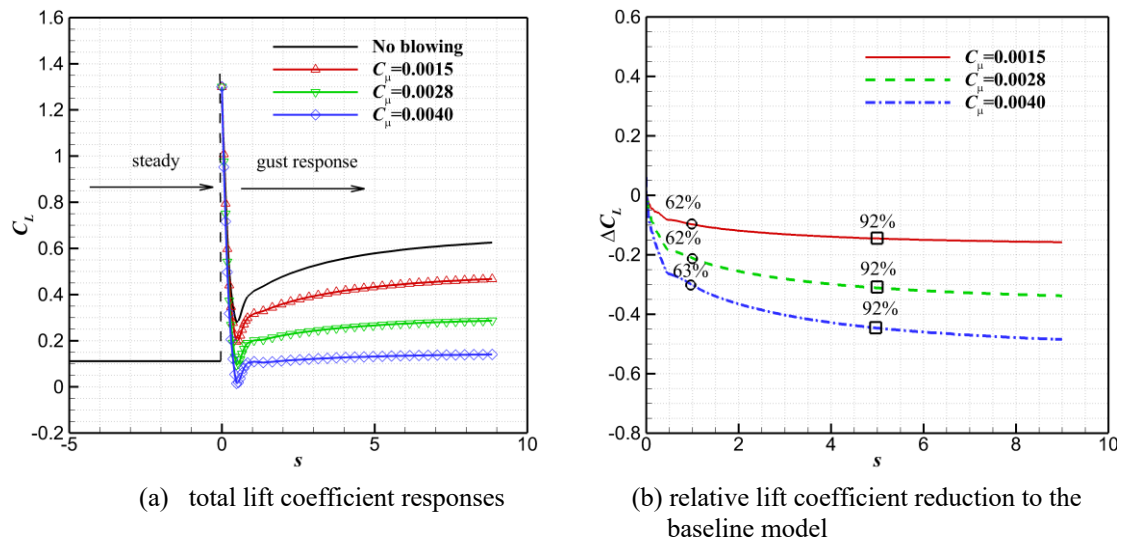 1.6
1.4
1.2
1
0.8
0.6
0.4
0.2
0
-0.2
C_L
-5
0
5
10
s
No blowing
C_μ=0.0015
C_μ=0.0028
C_μ=0.0040
steady
gust response
(a) total lift coefficient responses
0.6
0.4
0.2
0
-0.2
-0.4
-0.6
-0.8
ΔC_L
0
2
4
6
8
10
s
C_μ=0.0015
C_μ=0.0028
C_μ=0.0040
62%
92%
62%
92%
63%
92%
(b) relative lift coefficient reduction to the
baseline model